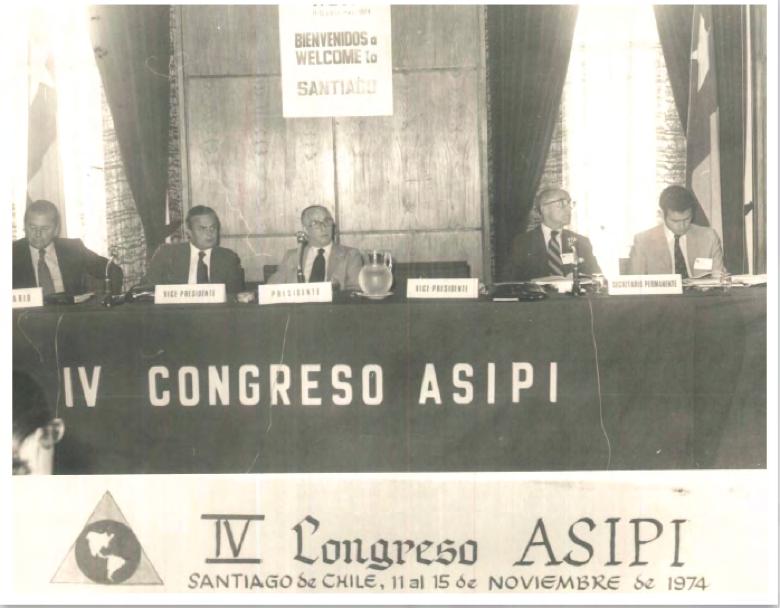 BIENVENIDOS a
WELCOME to
SANTIAGO
VICE-PRESIDENTE
PRESIDENTE
VICE-PRESIDENTE
SECRETARIO PERMANENTE
IV CONGRESO ASIPI
IV Congreso ASIPI
SANTIAGO de CHILE, 11 al 15 de NOVIEMBRE de 1974